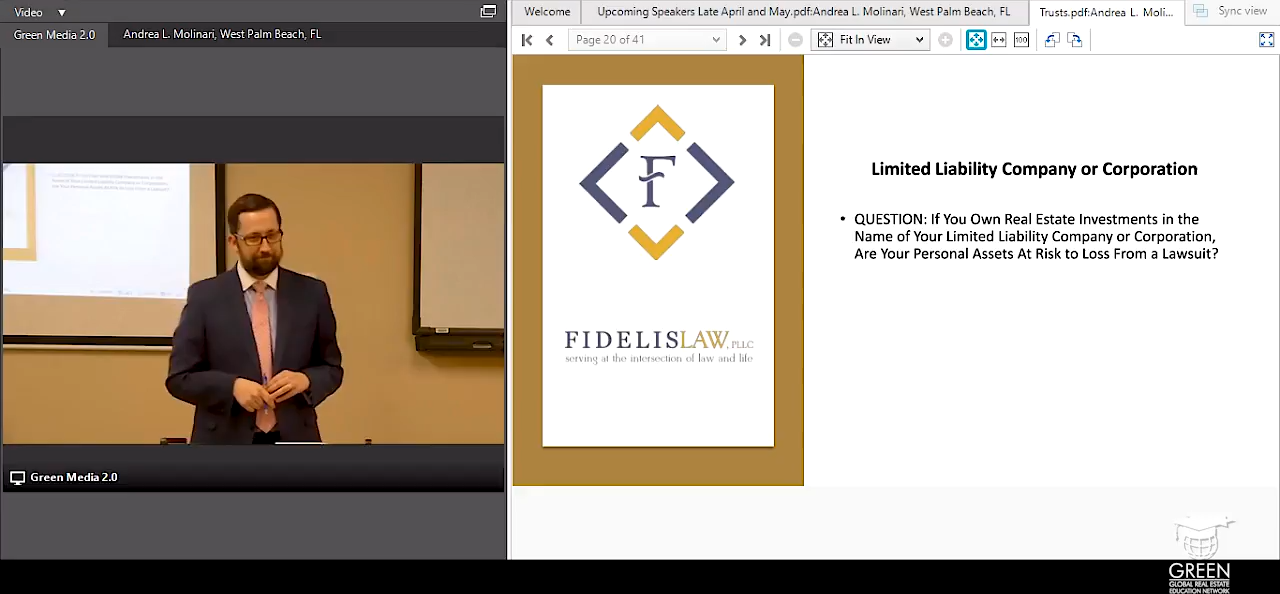 Video
Green Media 2.0
Andrea L. Molinari, West Palm Beach, FL
Green Media 2.0
Welcome
Upcoming Speakers Late April and May.pdf:Andrea L. Molinari, West Palm Beach, FL
Trusts.pdf:Andrea L. Moli...
Sync view
Page 20 of 41
Fit In View
100
F
FIDELISLAW, PLLC
serving at the intersection of law and life
Limited Liability Company or Corporation
• QUESTION: If You Own Real Estate Investments in the
Name of Your Limited Liability Company or Corporation,
Are Your Personal Assets At Risk to Loss From a Lawsuit?
GREEN
GLOBAL REAL ESTATE
EDUCATION NETWORK